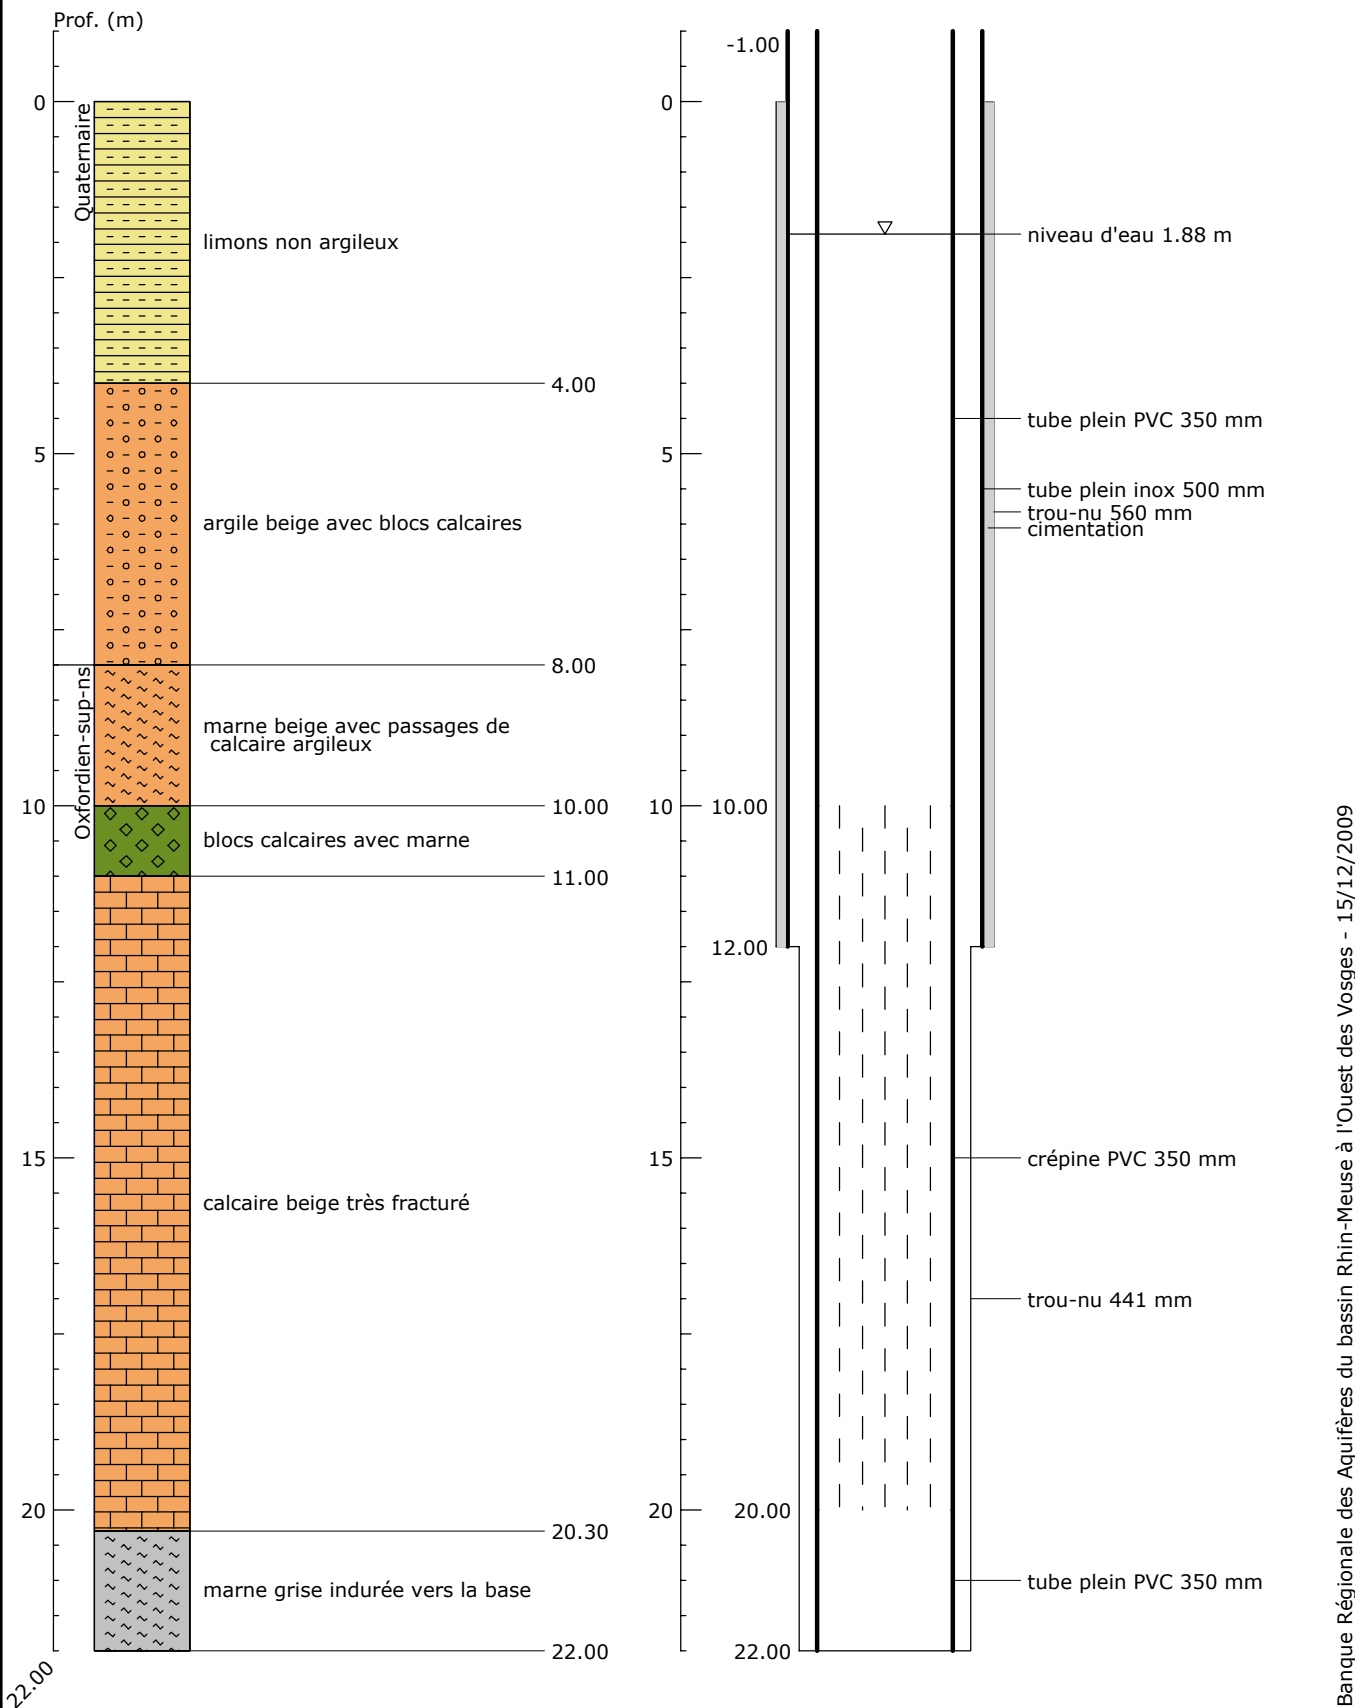 Prof. (m)
0
5
10
15
20
22.00
Quaternaire
Oxfordien-sup-ns
limons non argileux
4.00
argile beige avec blocs calcaires
8.00
marne beige avec passages de
calcaire argileux
10.00
blocs calcaires avec marne
11.00
calcaire beige très fracturé
20.30
marne grise indurée vers la base
22.00
-1.00
0
5
10
10.00
12.00
15
20
20.00
22.00
niveau d'eau 1.88 m
tube plein PVC 350 mm
tube plein inox 500 mm
trou-nu 560 mm
cimentation
crépine PVC 350 mm
trou-nu 441 mm
tube plein PVC 350 mm
Banque Régionale des Aquifères du bassin Rhin-Meuse à l'Ouest des Vosges - 15/12/2009